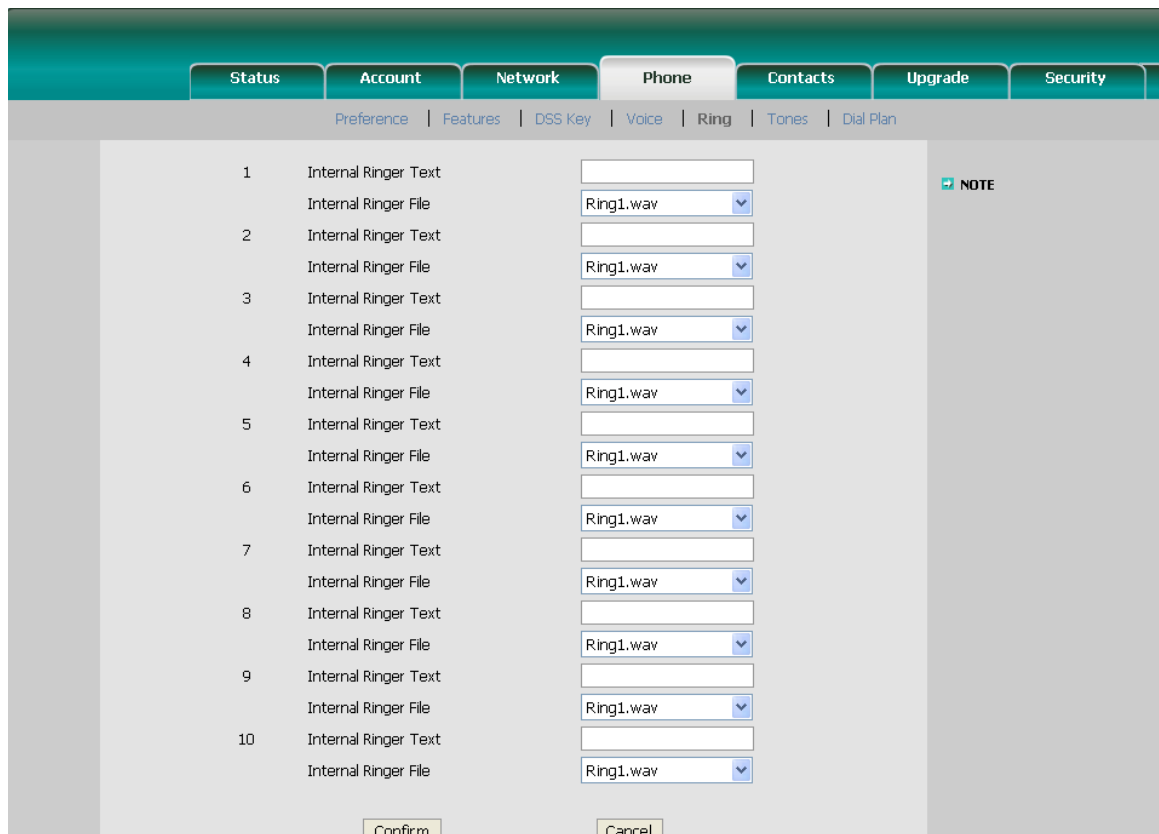 Status Account Network Phone Contacts Upgrade Security
Preference | Features | DSS Key | Voice | Ring | Tones | Dial Plan
NOTE
1 Internal Ringer Text
Internal Ringer File Ring1.wav
2 Internal Ringer Text
Internal Ringer File Ring1.wav
3 Internal Ringer Text
Internal Ringer File Ring1.wav
4 Internal Ringer Text
Internal Ringer File Ring1.wav
5 Internal Ringer Text
Internal Ringer File Ring1.wav
6 Internal Ringer Text
Internal Ringer File Ring1.wav
7 Internal Ringer Text
Internal Ringer File Ring1.wav
8 Internal Ringer Text
Internal Ringer File Ring1.wav
9 Internal Ringer Text
Internal Ringer File Ring1.wav
10 Internal Ringer Text
Internal Ringer File Ring1.wav
Confirm Cancel